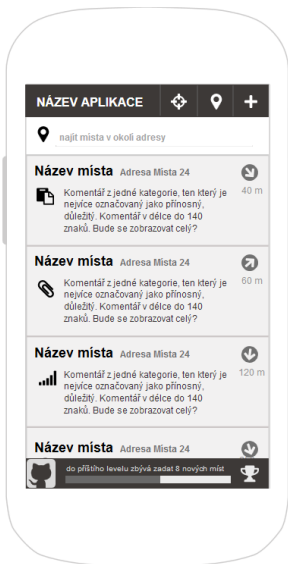 NÁZEV APLIKACE
najit místa v okolí adresy
Název místa Adresa Místa 24
Komentář z jedné kategorie, ten který je 40 m
nejvíce označovaný jako přínosný,
důležitý. Komentář v délce do 140
znaků. Bude se zobrazovat celý?
Název místa Adresa Místa 24
Komentář z jedné kategorie, ten který je 60 m
nejvíce označovaný jako přínosný,
důležitý. Komentář v délce do 140
znaků. Bude se zobrazovat celý?
Název místa Adresa Místa 24
Komentář z jedné kategorie, ten který je 120 m
nejvíce označovaný jako přínosný,
důležitý. Komentář v délce do 140
znaků. Bude se zobrazovat celý?
Název místa Adresa Místa 24
do příštího levelu zbývá zadat 8 nových míst